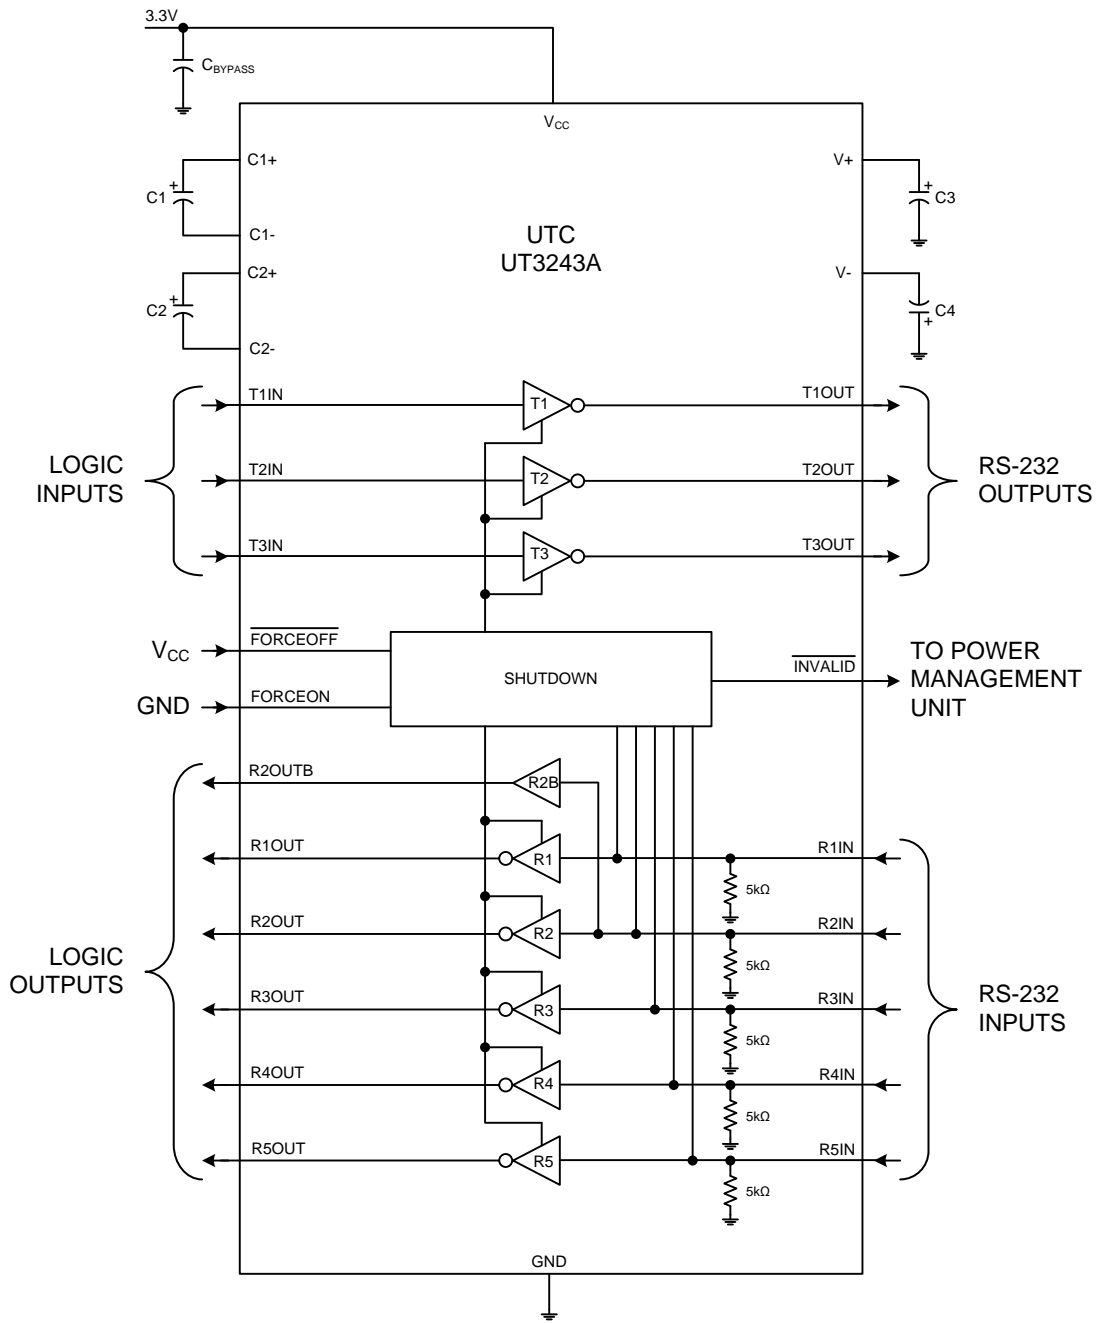 3.3V
CBYPASS
VCC
C1+
V+
C1
C3
C1-
UTC
UT3243A
C2+
V-
C2
C4
C2-
T1IN
T1
T1OUT
LOGIC
INPUTS
T2IN
T2
T2OUT
RS-232
OUTPUTS
T3IN
T3
T3OUT
VCC
FORCEOFF
SHUTDOWN
INVALID
TO POWER
MANAGEMENT
UNIT
GND
FORCEON
R2OUTB
R2B
R1OUT
R1
R1IN
5kΩ
R2OUT
R2
R2IN
5kΩ
LOGIC
OUTPUTS
R3OUT
R3
R3IN
5kΩ
RS-232
INPUTS
R4OUT
R4
R4IN
5kΩ
R5OUT
R5
R5IN
5kΩ
GND